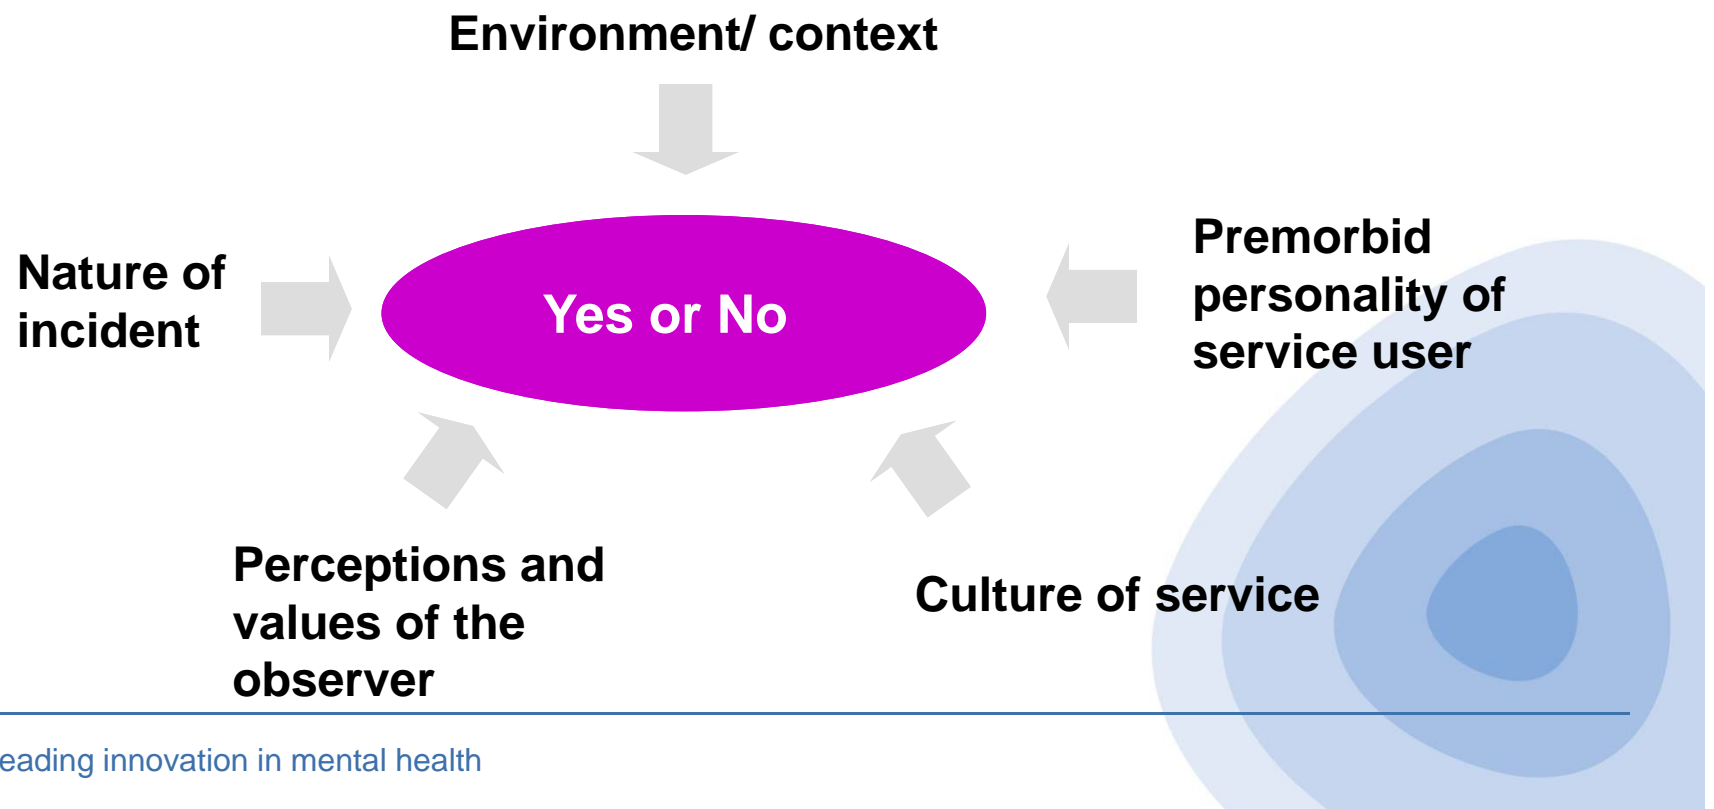 Environment/ context
Nature of
incident
Yes or No
Premorbid
personality of
service user
Perceptions and
values of the
observer
Culture of service
eading innovation in mental health